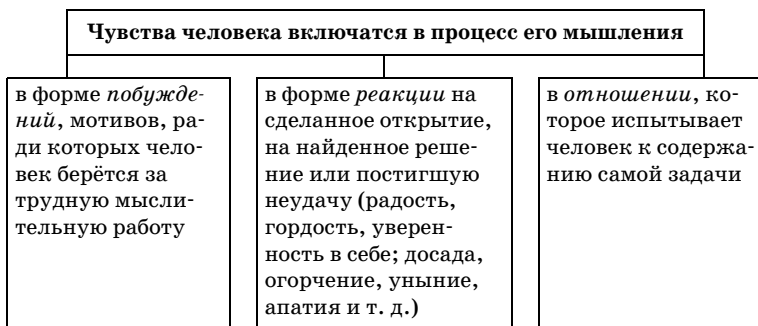 Чувства человека включатся в процесс его мышления
в форме побужде-
ний, мотивов, ра-
ди которых чело-
век берётся за
трудную мысли-
тельную работу
в форме реакции на
сделанное открытие,
на найденное реше-
ние или постигшую
неудачу (радость,
гордость, уверен-
ность в себе; досада,
огорчение, уныние,
апатия и т. д.)
в отношении, ко-
торое испытывает
человек к содержа-
нию самой задачи